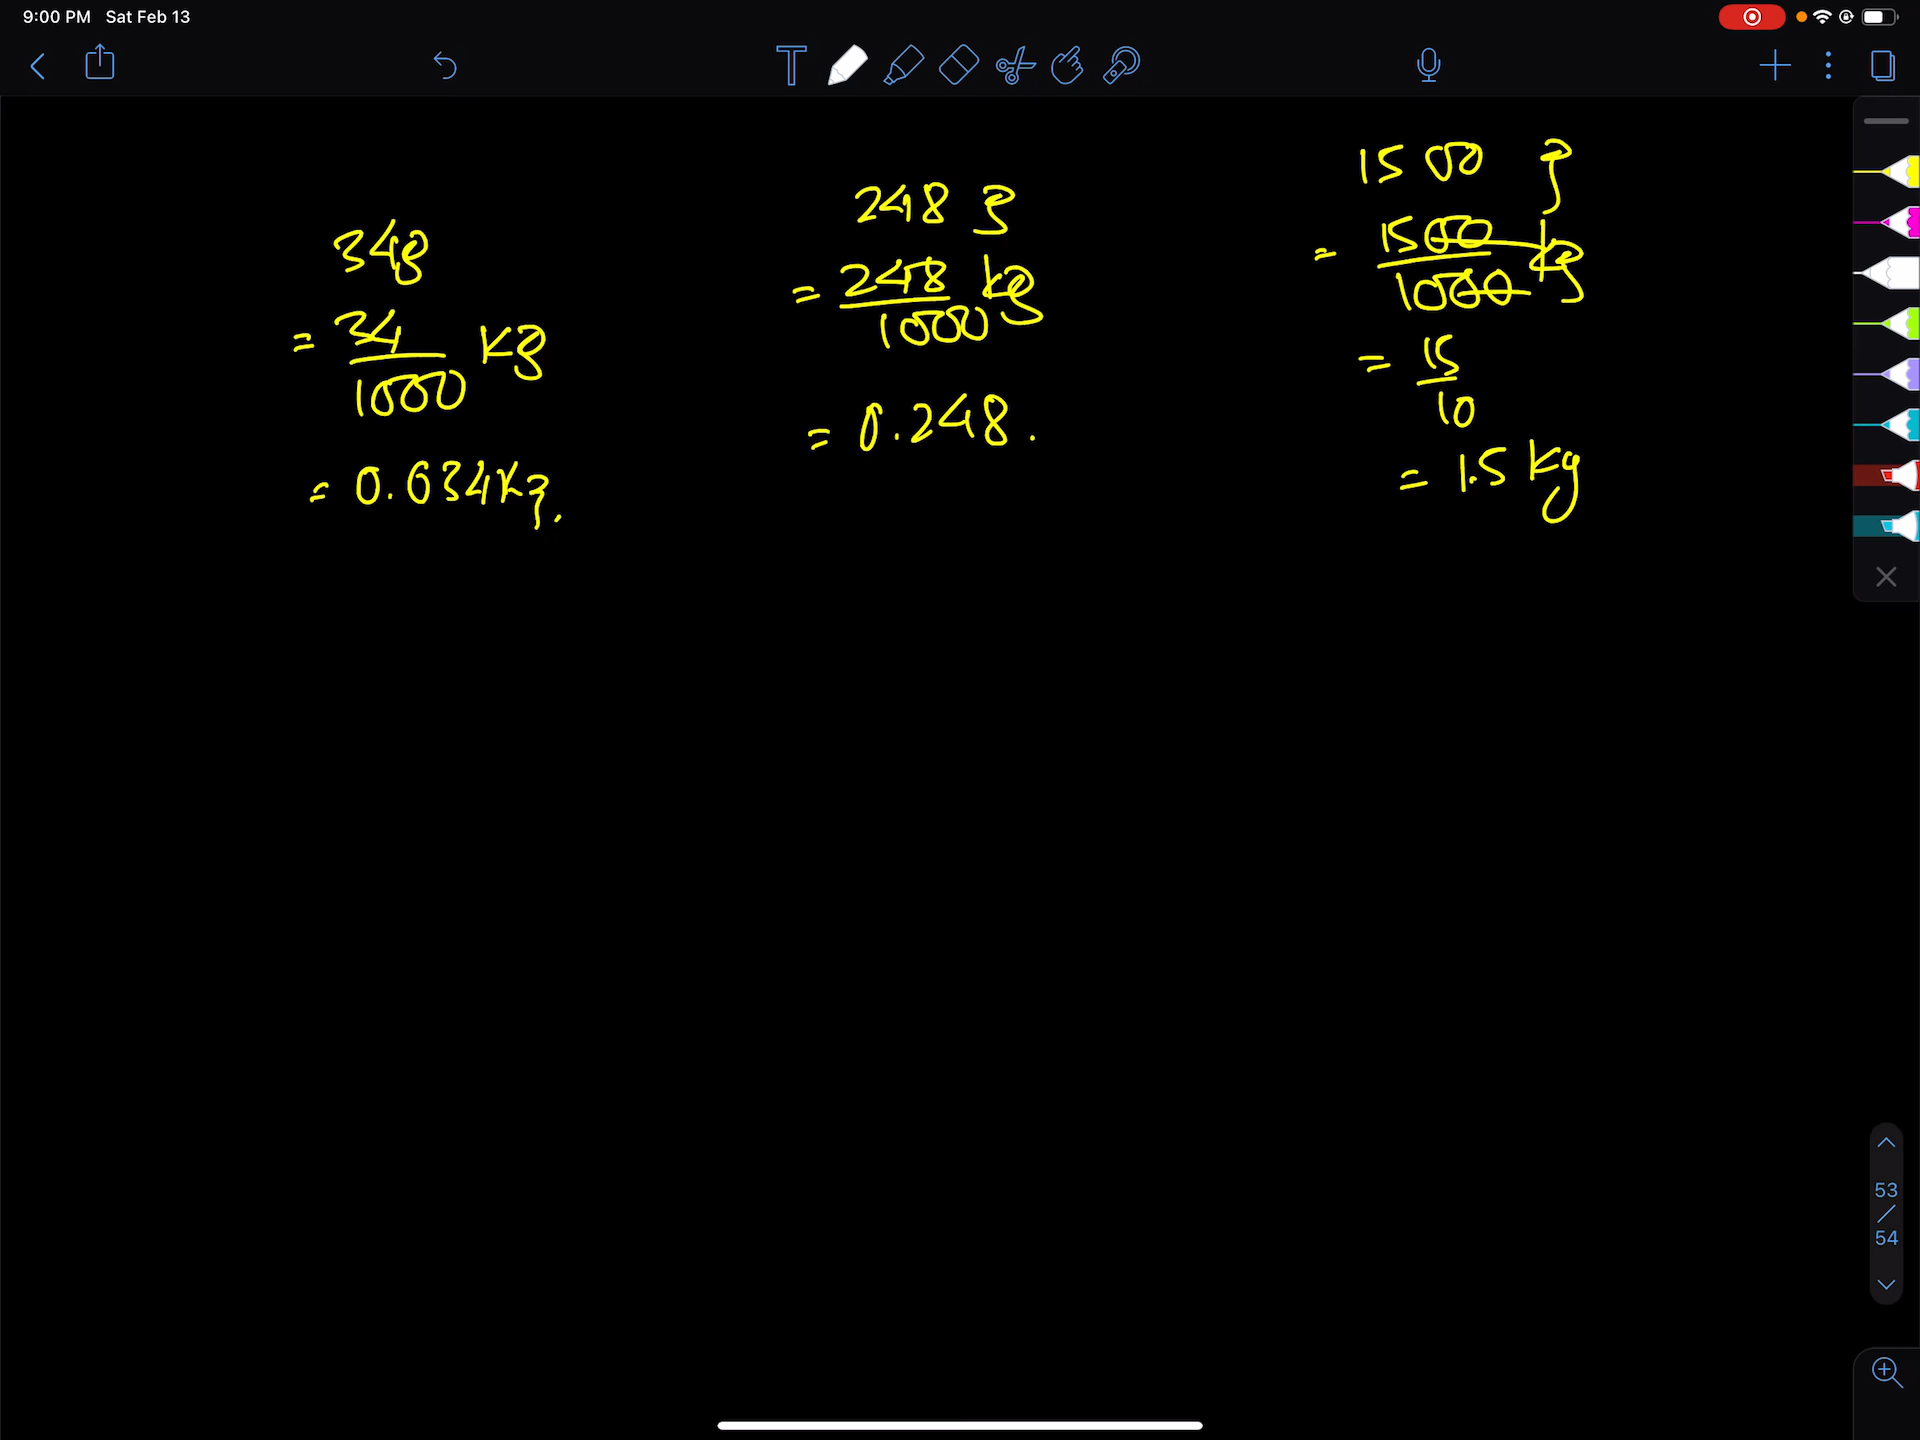 9:00 PM Sat Feb 13
34g
= 34/1000 kg
= 0.034kg.
248 g
= 248/1000 kg
= 0.248.
1500 g
= 1500/1000 kg
= 15/10
= 1.5 kg
53
/
54